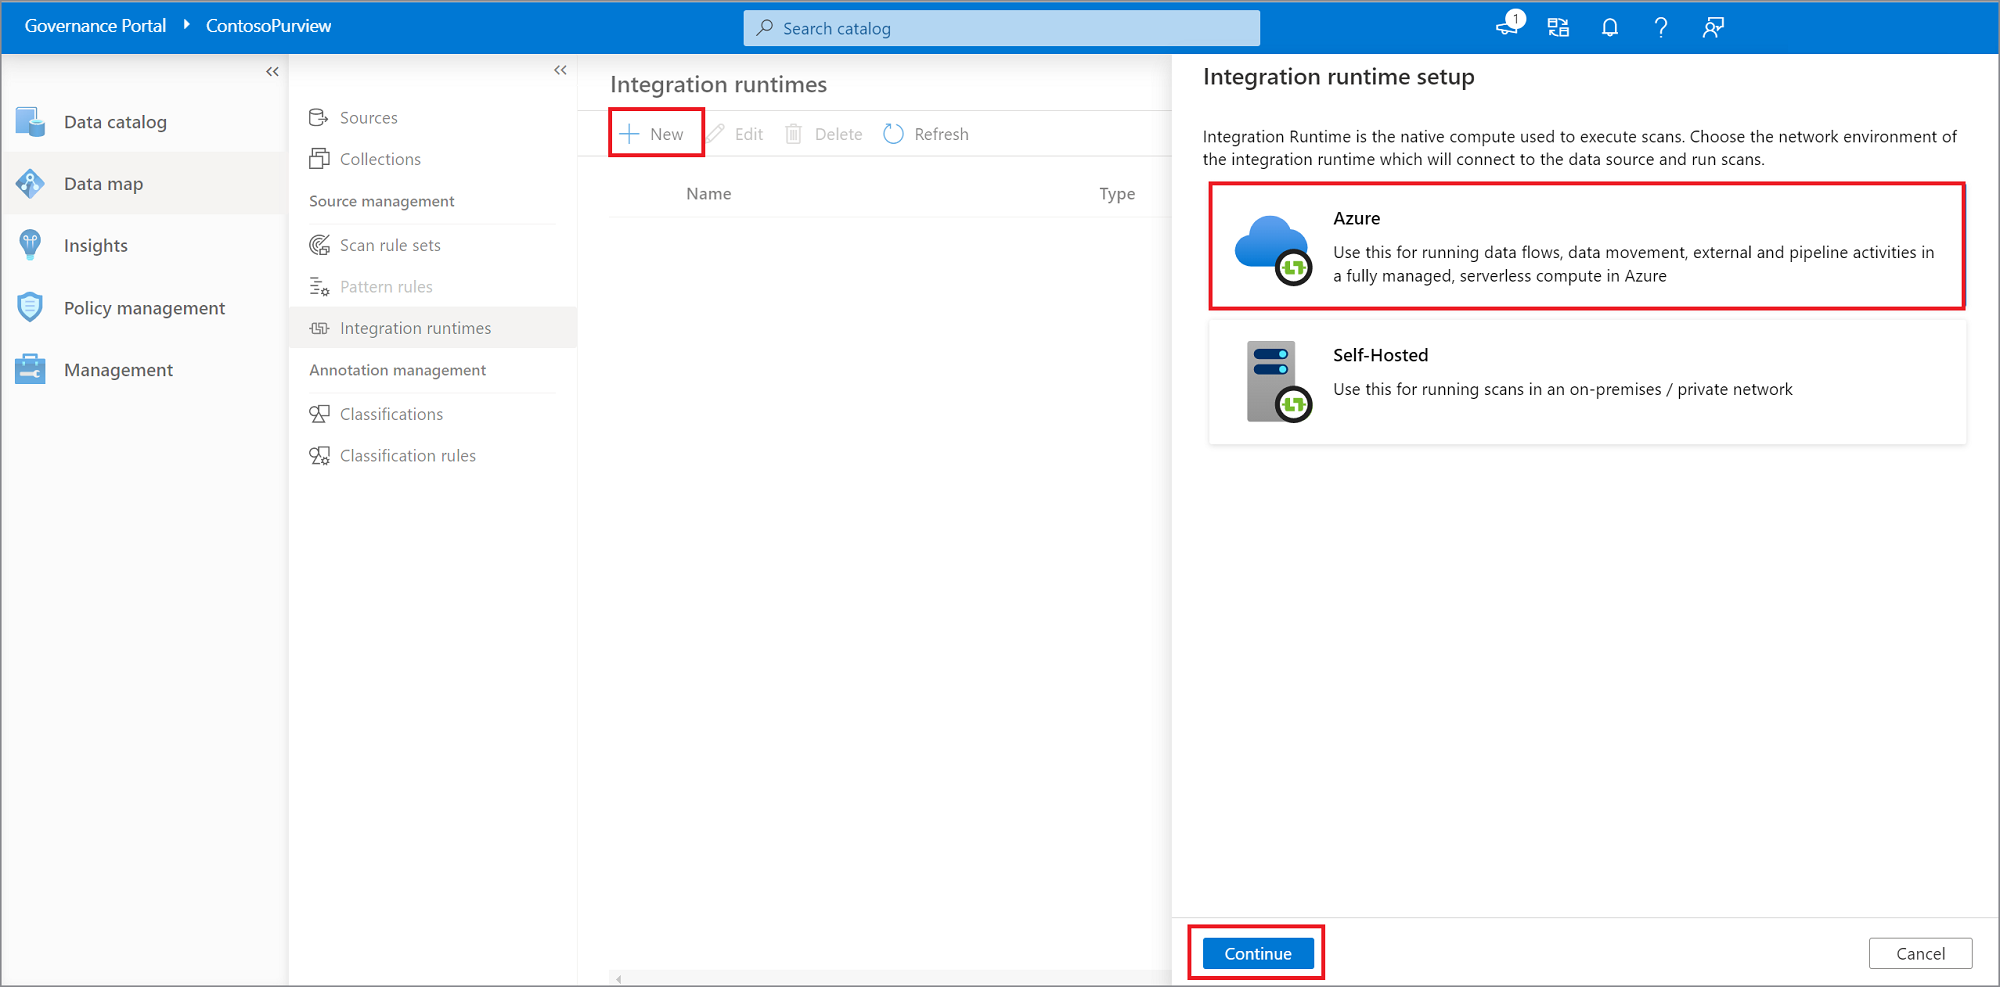 Governance Portal ContosoPurview
Search catalog
1
Data catalog
Data map
Insights
Policy management
Management
Sources
Collections
Source management
Scan rule sets
Pattern rules
Integration runtimes
Annotation management
Classifications
Classification rules
Integration runtimes
New Edit Delete Refresh
Name Type
Integration runtime setup
Integration Runtime is the native compute used to execute scans. Choose the network environment of
the integration runtime which will connect to the data source and run scans.
Azure
Use this for running data flows, data movement, external and pipeline activities in
a fully managed, serverless compute in Azure
Self-Hosted
Use this for running scans in an on-premises / private network
Continue Cancel